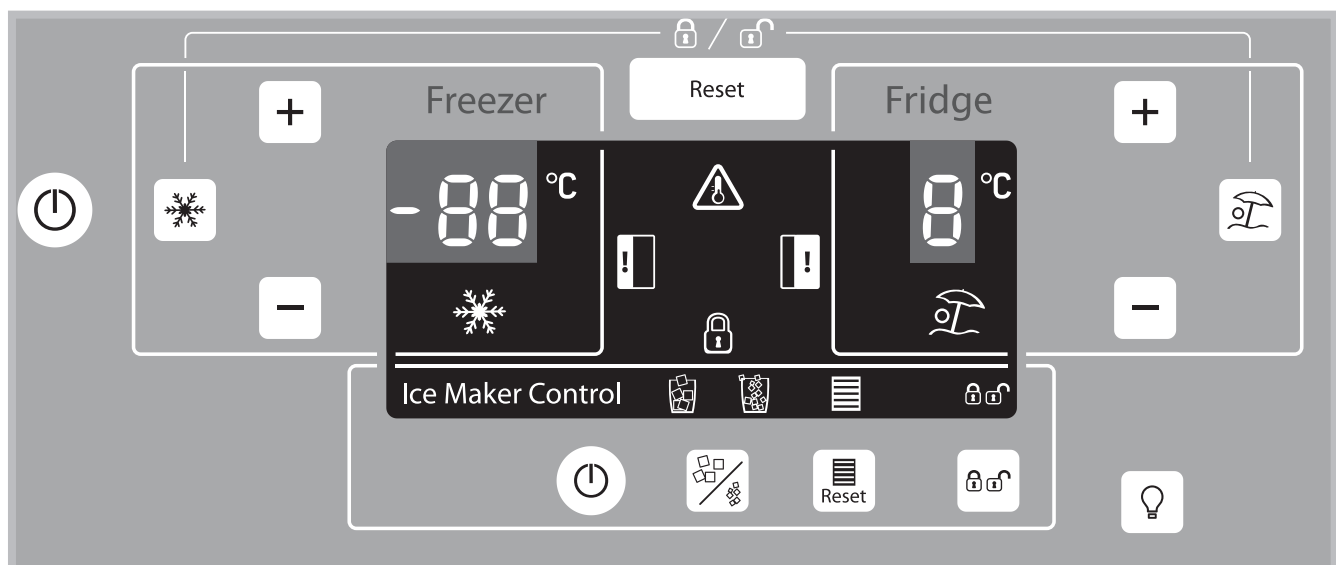 Freezer
Reset
Fridge
+
+
-88 °C
8 °C
!
!
−
−
Ice Maker Control
Reset